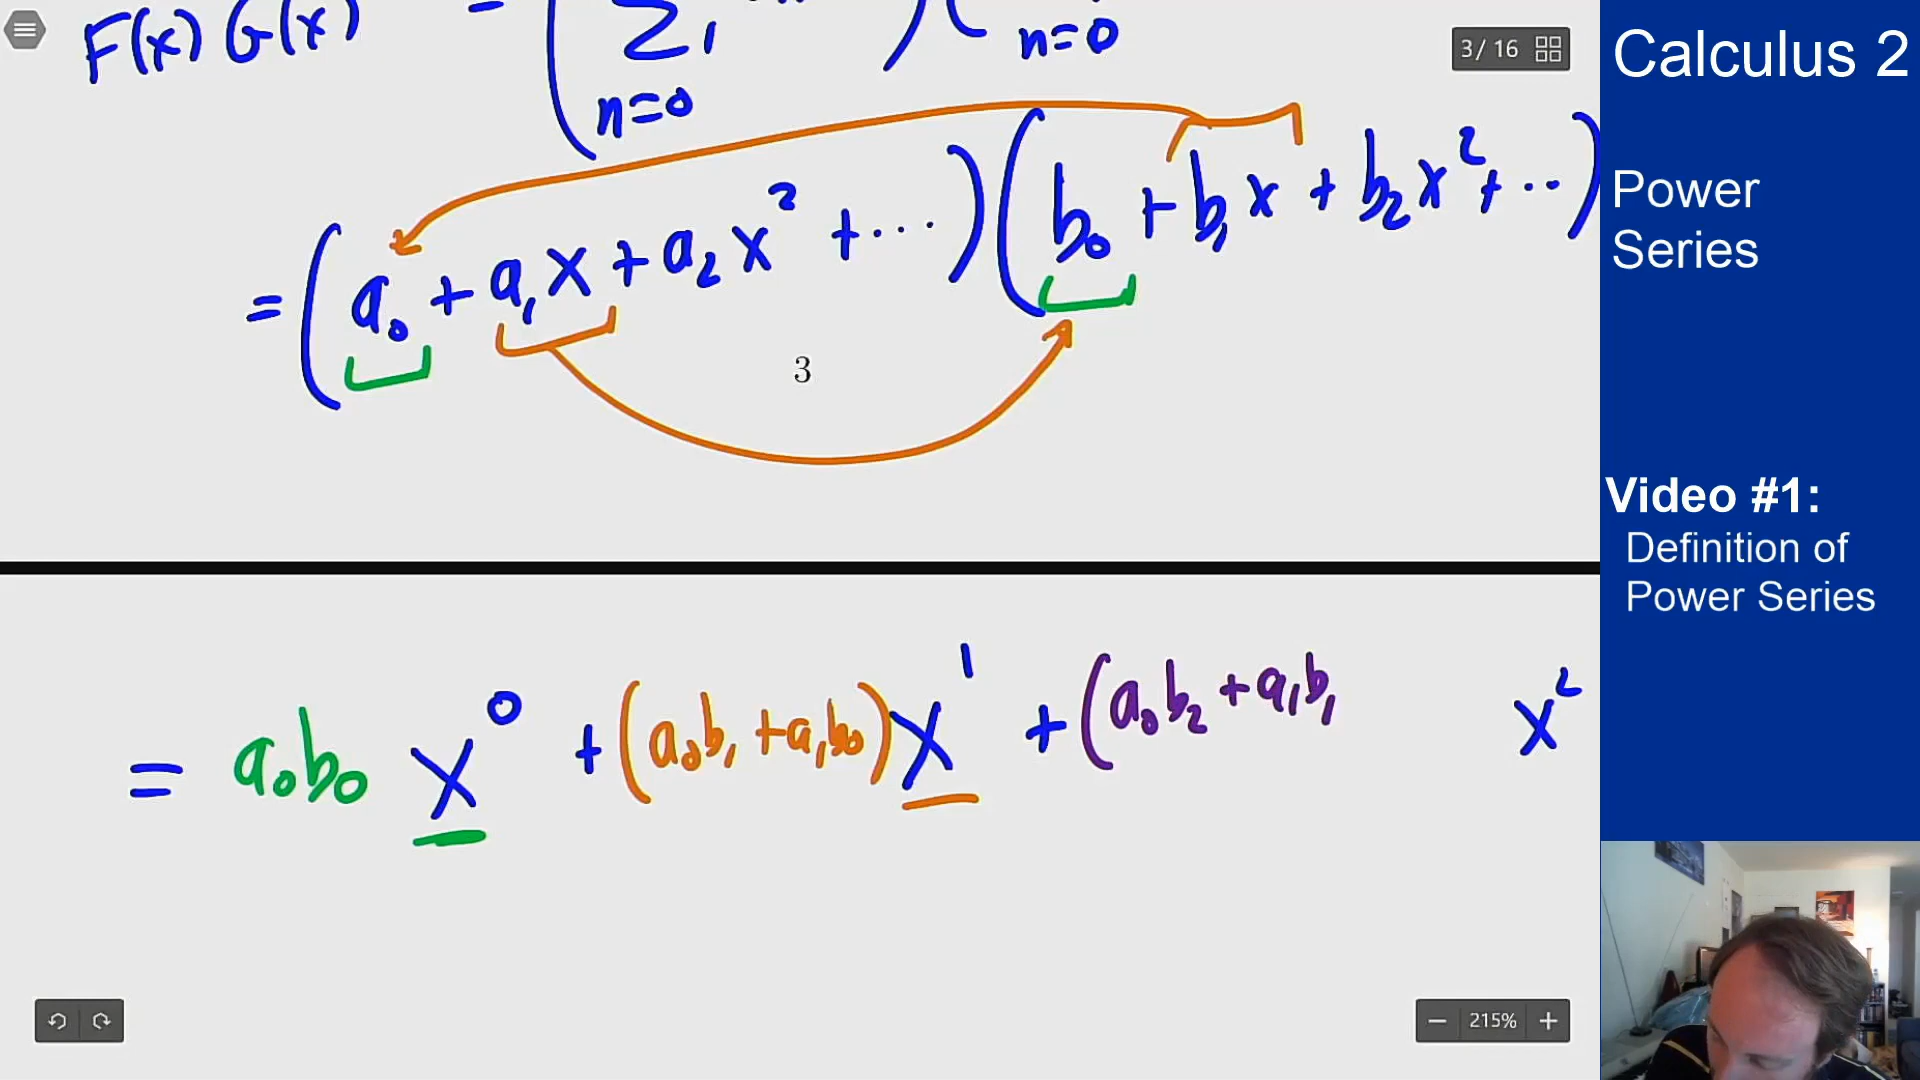 F(x) G(x) = ( ∑ n=0 ) ( n=0
3 / 16
= (a₀ + a₁x + a₂x² + ⋯)(b₀ + b₁x + b₂x² + ⋯)
3
= a₀b₀ x⁰ + (a₀b₁ + a₁b₀)x¹ + (a₀b₂ + a₁b₁ x²
215%
Calculus 2
Power
Series
Video #1:
Definition of
Power Series